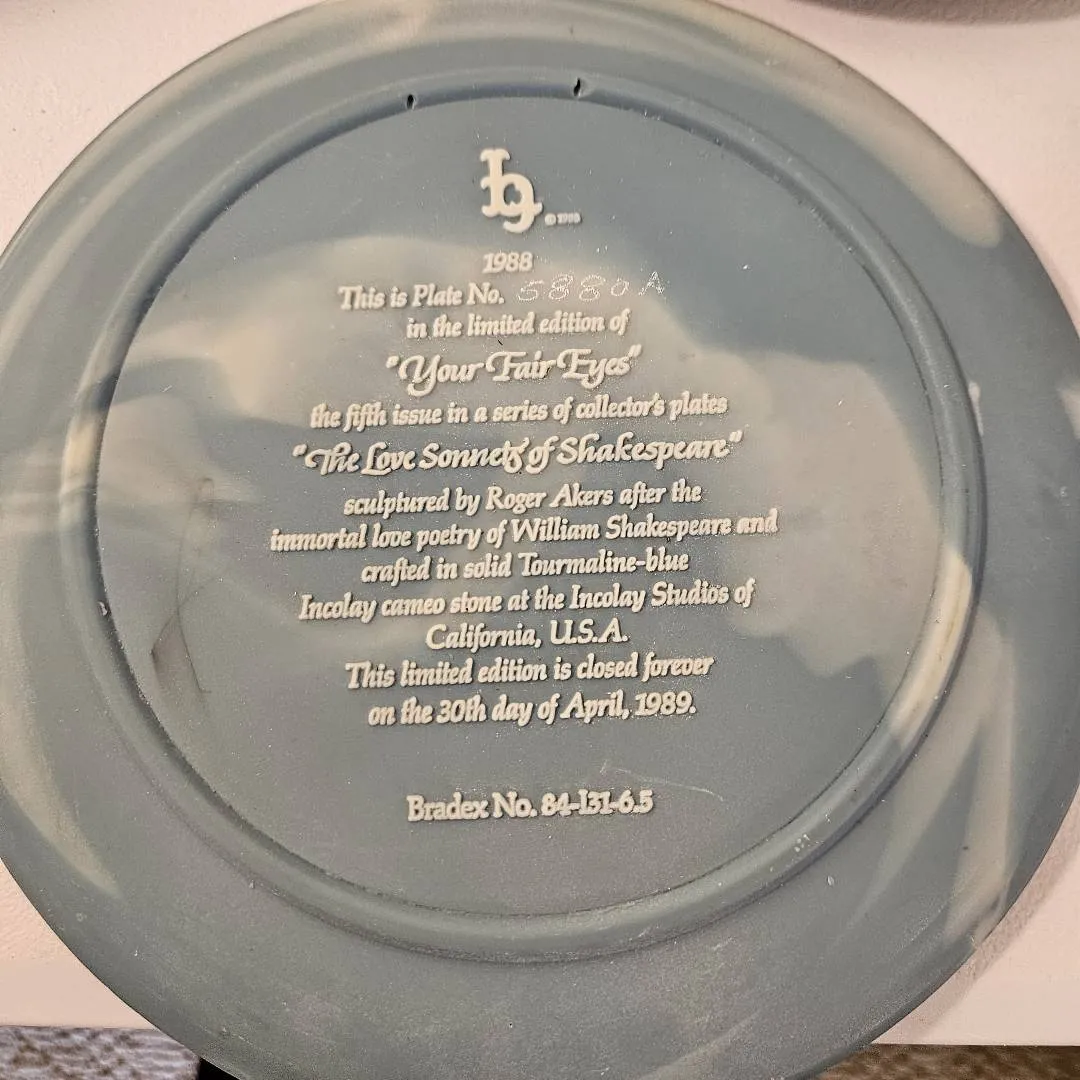 1988
This is Plate No. 5880A
in the limited edition of
"Your Fair Eyes"
the fifth issue in a series of collector's plates
"The Love Sonnets of Shakespeare"
sculptured by Roger Akers after the
immortal love poetry of William Shakespeare and
crafted in solid Tourmaline-blue
Incolay cameo stone at the Incolay Studios of
California, U.S.A.
This limited edition is closed forever
on the 30th day of April, 1989.
Bradex No. 84-I31-6.5